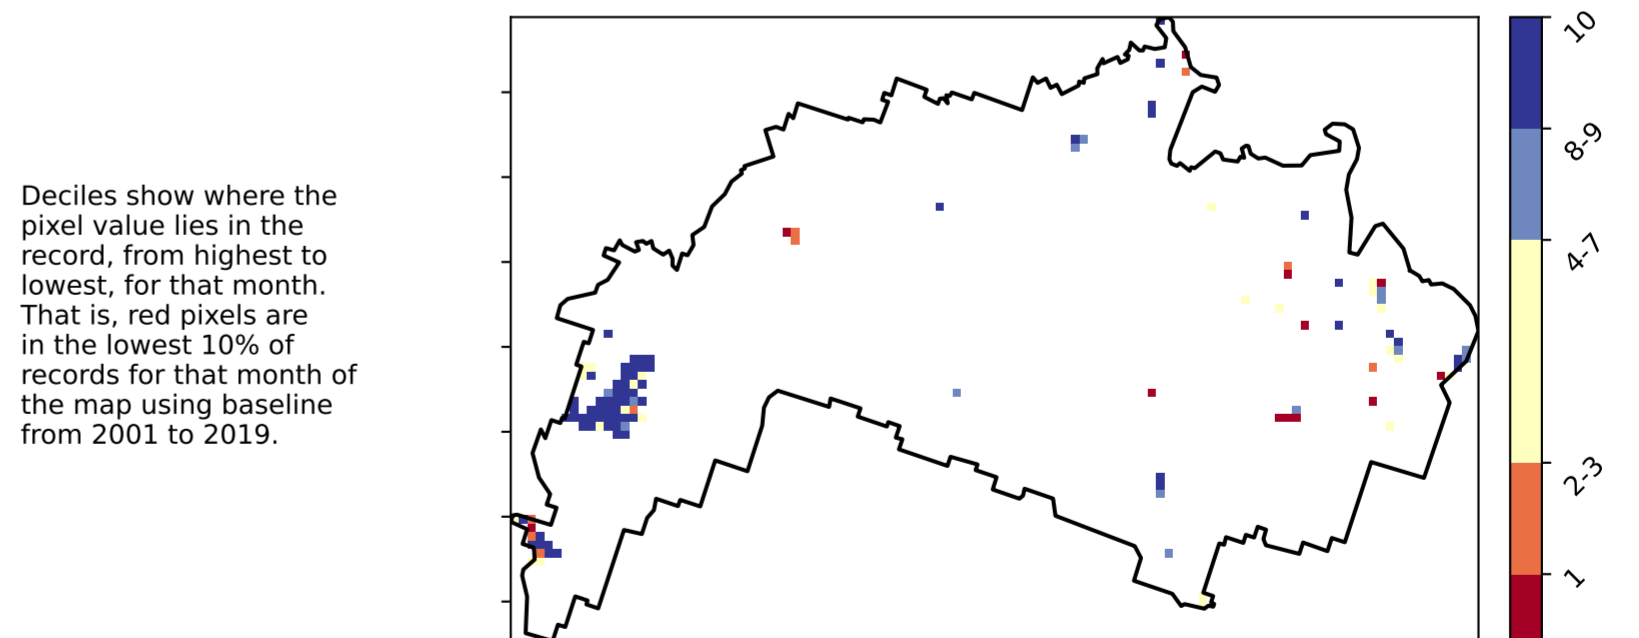 Deciles show where the
pixel value lies in the
record, from highest to
lowest, for that month.
That is, red pixels are
in the lowest 10% of
records for that month of
the map using baseline
from 2001 to 2019.
10
8-9
4-7
2-3
1